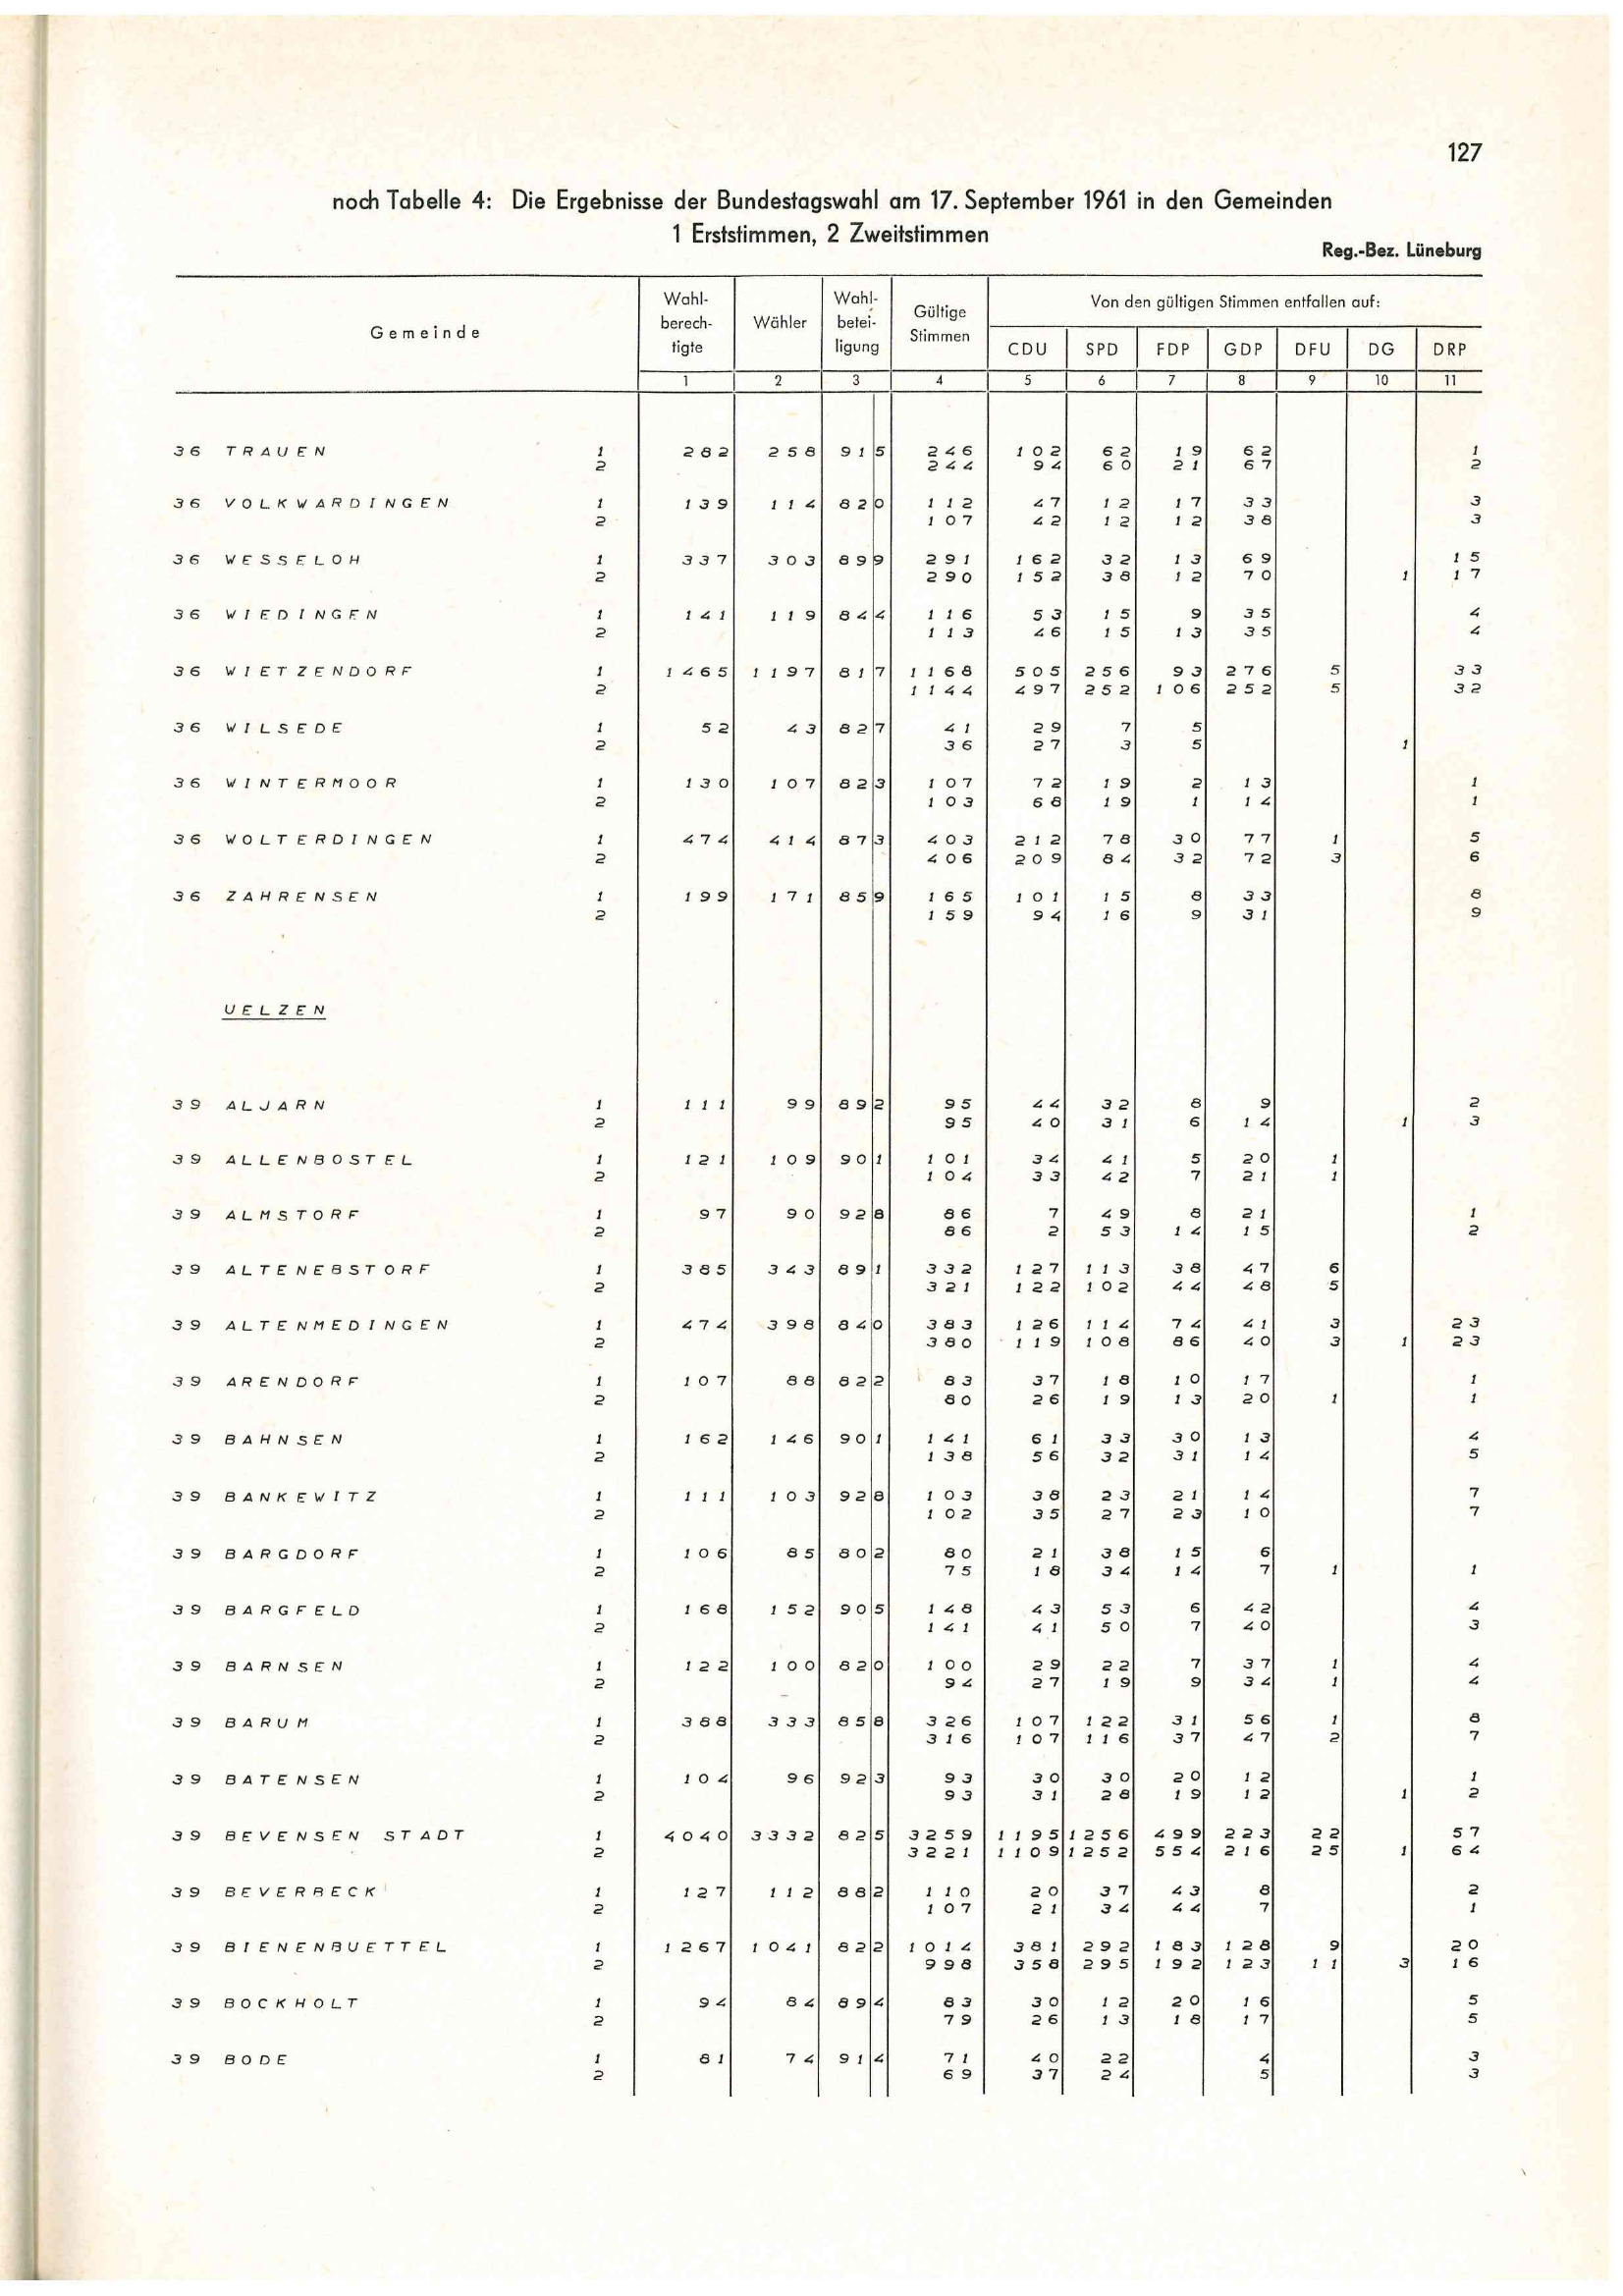 127
noch Tabelle 4: Die Ergebnisse der Bundestagswahl am 17. September 1961 in den Gemeinden
1 Erststimmen, 2 Zweitstimmen
Reg.-Bez. Lüneburg
Gemeinde Wahl-berech-tigte Wähler Wahl-betei-ligung Gültige Stimmen Von den gültigen Stimmen entfallen auf:
CDU SPD FDP GDP DFU DG DRP
1 2 3 4 5 6 7 8 9 10 11
36 TRAUEN 1 282 258 91 5 246 102 62 19 62 1
2 244 94 60 21 67 2
36 VOLKWARDINGEN 1 139 114 82 0 112 47 12 17 33 3
2 107 42 12 12 38 3
36 WESSELOH 1 337 303 89 9 291 162 32 13 69 15
2 290 152 38 12 70 1 17
36 WIEDINGEN 1 141 119 84 4 116 53 15 9 35 4
2 113 46 15 13 35 4
36 WIETZENDORF 1 1465 1197 81 7 1168 505 256 93 276 5 33
2 1144 497 252 106 252 5 32
36 WILSEDE 1 52 43 82 7 41 29 7 5
2 36 27 3 5 1
36 WINTERMOOR 1 130 107 82 3 107 72 19 2 13 1
2 103 68 19 1 14 1
36 WOLTERDINGEN 1 474 414 87 3 403 212 78 30 77 1 5
2 406 209 84 32 72 3 6
36 ZAHRENSEN 1 199 171 85 9 165 101 15 8 33 8
2 159 94 16 9 31 9
UELZEN
39 ALJARN 1 111 99 89 2 95 44 32 8 9 2
2 95 40 31 6 14 1 3
39 ALLENBOSTEL 1 121 109 90 1 101 34 41 5 20 1
2 104 33 42 7 21 1
39 ALMSTORF 1 97 90 92 8 86 7 49 8 21 1
2 86 2 53 14 15 2
39 ALTENEBSTORF 1 385 343 89 1 332 127 113 38 47 6
2 321 122 102 44 48 5
39 ALTENMEDINGEN 1 474 398 84 0 383 126 114 74 41 3 23
2 380 119 108 86 40 3 1 23
39 ARENDORF 1 107 88 82 2 83 37 18 10 17 1
2 80 26 19 13 20 1 1
39 BAHNSEN 1 162 146 90 1 141 61 33 30 13 4
2 138 56 32 31 14 5
39 BANKEWITZ 1 111 103 92 8 103 38 23 21 14 7
2 102 35 27 23 10 7
39 BARGDORF 1 106 85 80 2 80 21 38 15 6
2 75 18 34 14 7 1 1
39 BARGFELD 1 168 152 90 5 148 43 53 6 42 4
2 141 41 50 7 40 3
39 BARNSEN 1 122 100 82 0 100 29 22 7 37 1 4
2 94 27 19 9 34 1 4
39 BARUM 1 388 333 85 8 326 107 122 31 56 1 8
2 316 107 116 37 47 2 7
39 BATENSEN 1 104 96 92 3 93 30 30 20 12 1
2 93 31 28 19 12 1 2
39 BEVENSEN STADT 1 4040 3332 82 5 3259 1195 1256 499 223 22 57
2 3221 1109 1252 554 216 25 1 64
39 BEVERBECK 1 127 112 88 2 110 20 37 43 8 2
2 107 21 34 44 7 1
39 BIENENBUETTEL 1 1267 1041 82 2 1014 381 292 183 128 9 20
2 998 358 295 192 123 11 3 16
39 BOCKHOLT 1 94 84 89 4 83 30 12 20 16 5
2 79 26 13 18 17 5
39 BODE 1 81 74 91 4 71 40 22 4 3
2 69 37 24 5 3